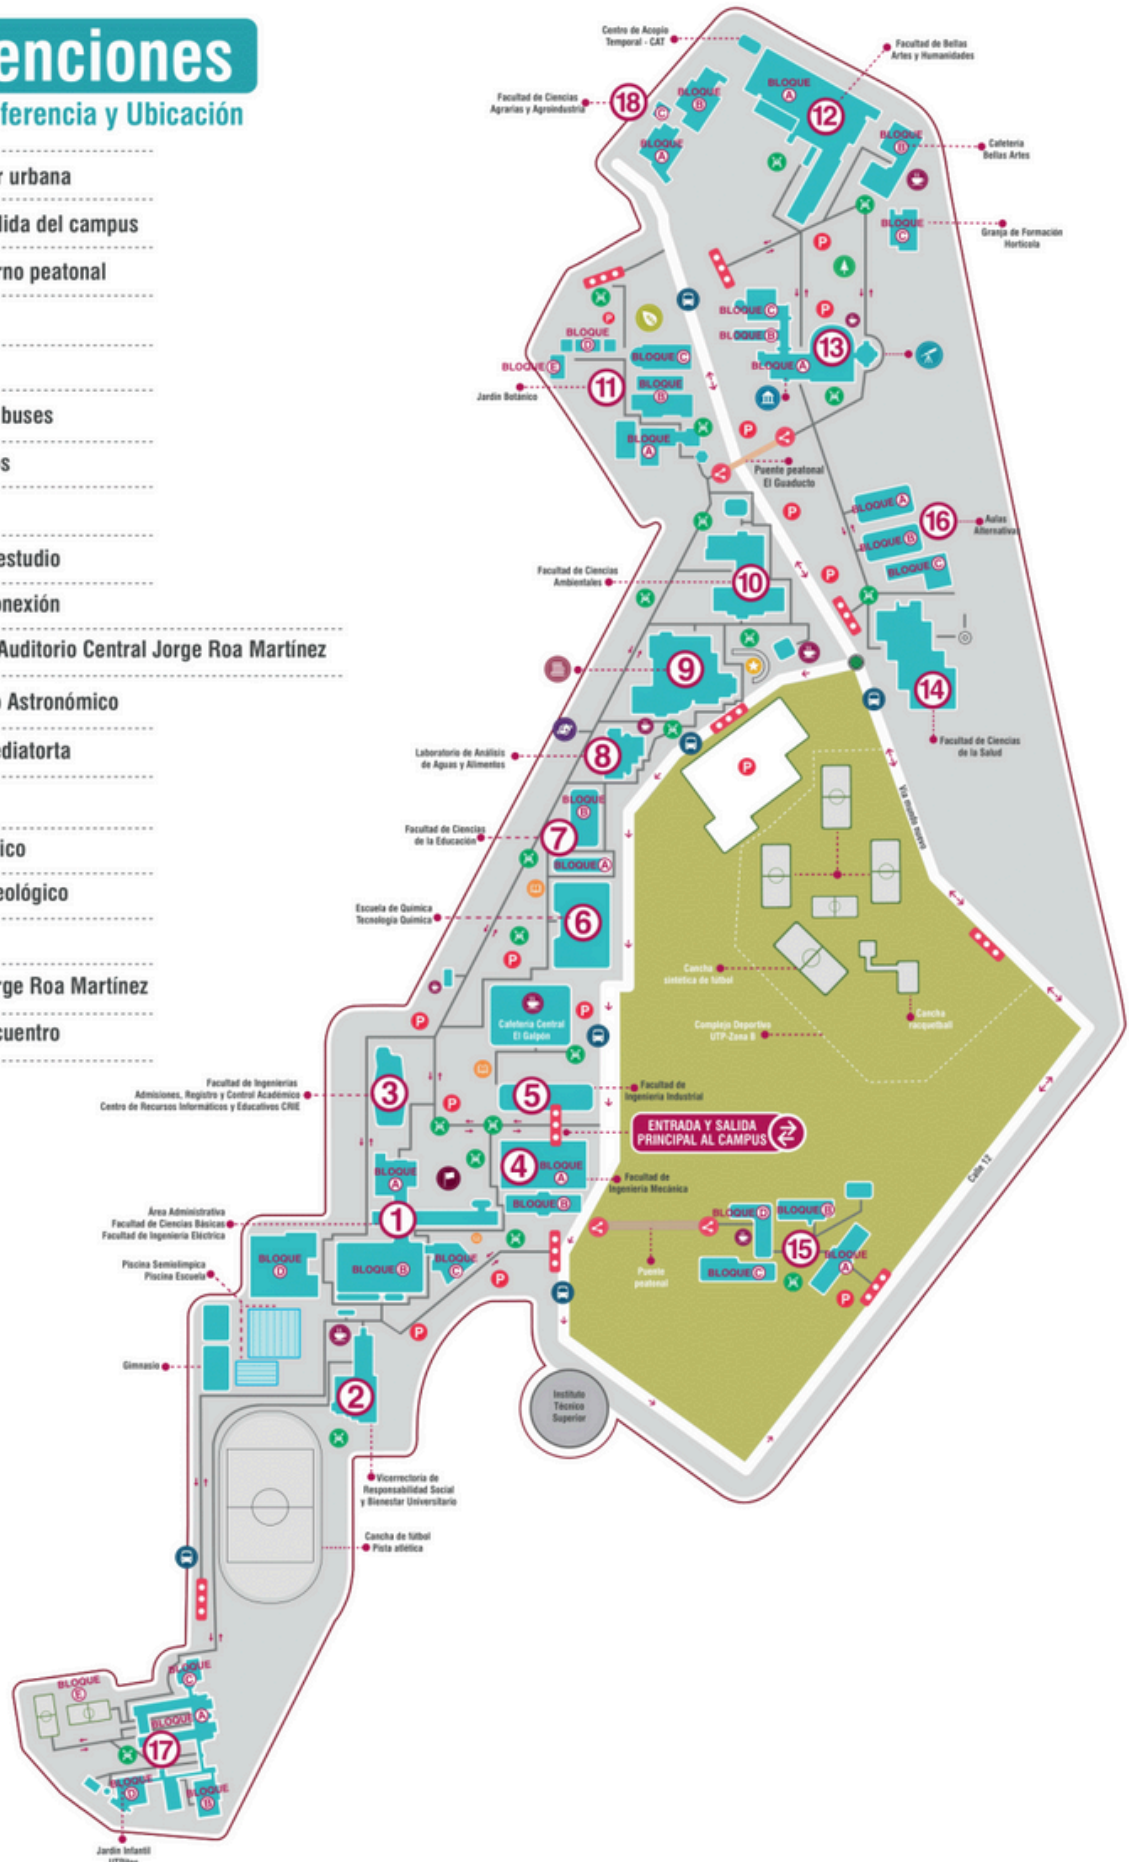 enciones
ferencia y Ubicación
r urbana
lida del campus
rno peatonal
buses
s
estudio
onexión
Auditorio Central Jorge Roa Martínez
o Astronómico
ediatorta
ico
eológico
rge Roa Martínez
cuentro
Centro de Acopio
Temporal - CAT
Facultad de Bellas
Artes y Humanidades
Facultad de Ciencias
Agrarias y Agroindustria
18
BLOQUE
B
C
BLOQUE
A
BLOQUE
A
12
BLOQUE
B
Cafetería
Bellas Artes
BLOQUE
C
Granja de Formación
Hortícola
P
P
P
BLOQUE
D
BLOQUE E
BLOQUE C
BLOQUE
B
11
Jardín Botánico
BLOQUE
A
BLOQUE C
BLOQUE B
BLOQUE A
13
P
Puente peatonal
El Guaducto
P
BLOQUE A
BLOQUE B
BLOQUE C
16
Aulas
Alternativas
Facultad de Ciencias
Ambientales
10
P
9
14
Facultad de Ciencias
de la Salud
Laboratorio de Análisis
de Aguas y Alimentos
8
P
Vía mundo nuevo
BLOQUE
B
Facultad de Ciencias
de la Educación
7
BLOQUE A
Escuela de Química
Tecnología Química
6
P
Cancha
sintética de futbol
Cancha
racquetball
Complejo Deportivo
UTP-Zona B
Cafetería Central
El Galpón
P
P
Facultad de Ingenierías
Admisiones, Registro y Control Académico
Centro de Recursos Informáticos y Educativos CRIE
3
P
5
Facultad de
Ingeniería Industrial
ENTRADA Y SALIDA
PRINCIPAL AL CAMPUS
4
BLOQUE
A
Facultad de
Ingeniería Mecánica
BLOQUE B
Calle 12
BLOQUE
A
Área Administrativa
Facultad de Ciencias Básicas
Facultad de Ingeniería Eléctrica
1
BLOQUE
D
BLOQUE B
BLOQUE
C
P
Puente
peatonal
BLOQUE D
BLOQUE B
15
BLOQUE
A
BLOQUE C
P
Piscina Semiolímpica
Piscina Escuela
P
Gimnasio
2
Instituto
Técnico
Superior
Vicerrectoría de
Responsabilidad Social
y Bienestar Universitario
Cancha de fútbol
Pista atlética
BLOQUE
C
BLOQUE
E
BLOQUE A
17
BLOQUE
D
BLOQUE
B
Jardín Infantil